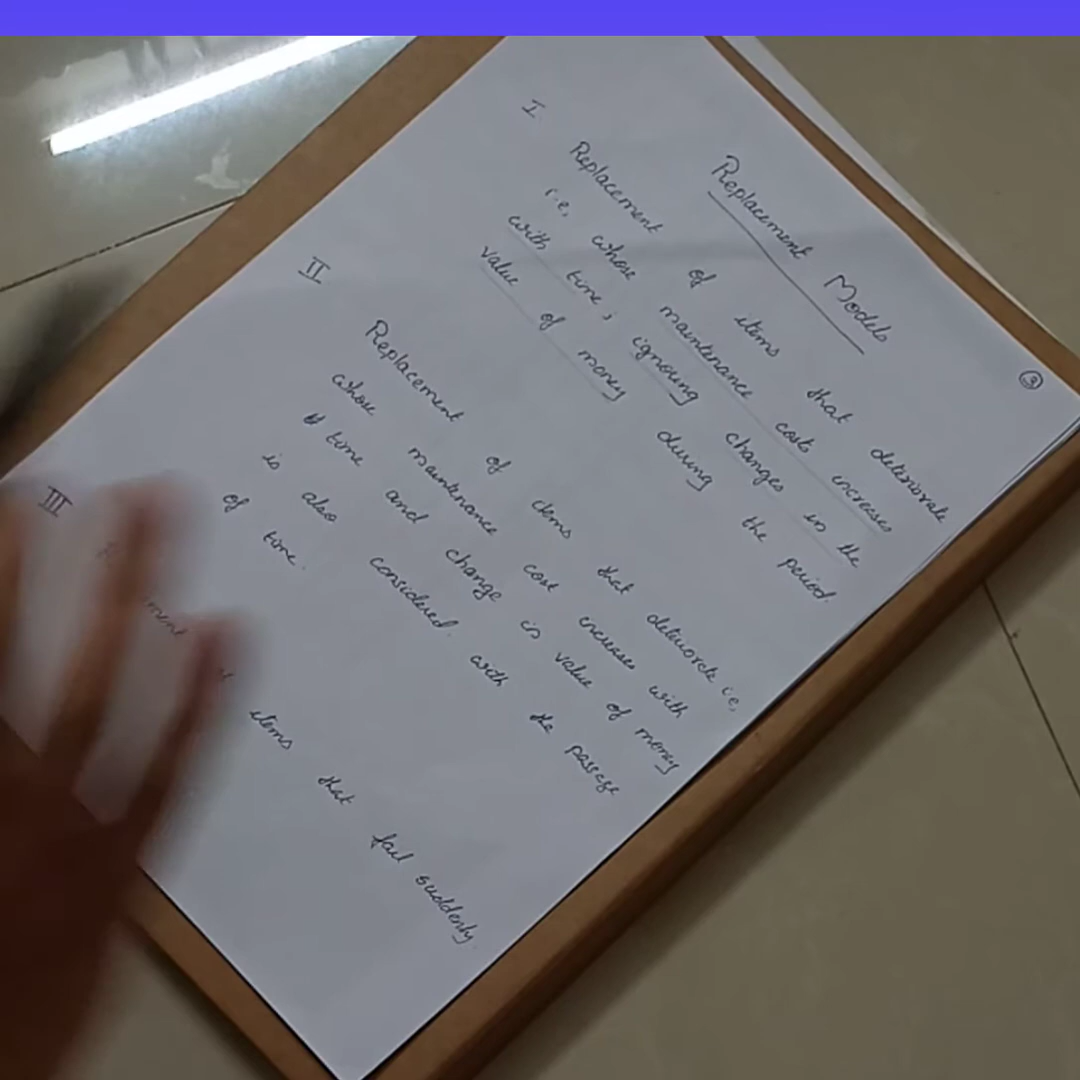 ③
Replacement Models
I Replacement of items that deteriorate
i.e, whose maintenance costs increases
with time ; ignoring changes in the
value of money during the period.
II Replacement of items that deteriorate i.e,
whose maintenance cost increases with
time and change in value of money
is also considered. with the passage
of time.
III items that fail suddenly